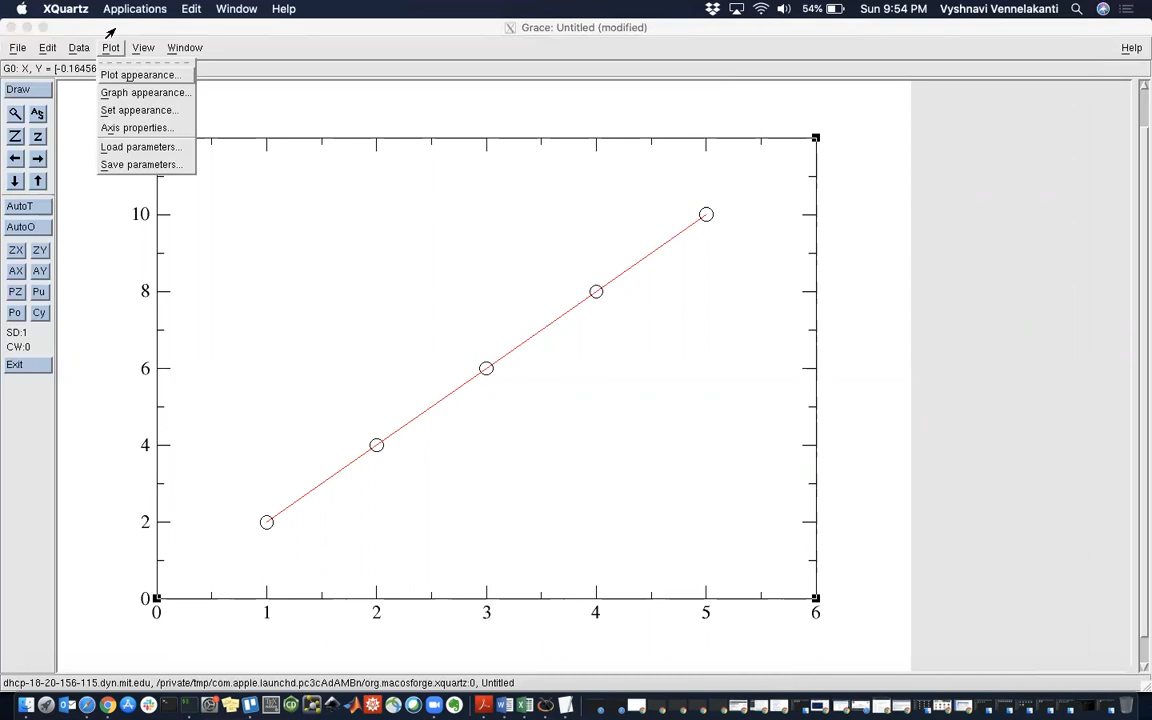 XQuartz Applications Edit Window Help 54% Sun 9:54 PM Vyshnavi Vennelakanti
Grace: Untitled (modified)
File Edit Data Plot View Window Help
G0: X, Y = [-0.16456
Draw
Plot appearance...
Graph appearance...
Set appearance...
Axis properties...
Load parameters...
Save parameters...
AS
Z z
AutoT
AutoO
ZX ZY
AX AY
PZ Pu
Po Cy
SD:1
CW:0
Exit
10
8
6
4
2
0
0 1 2 3 4 5 6
dhcp-18-20-156-115.dyn.mit.edu, /private/tmp/com.apple.launchd.pc3cAdAMBn/org.macosforge.xquartz:0, Untitled